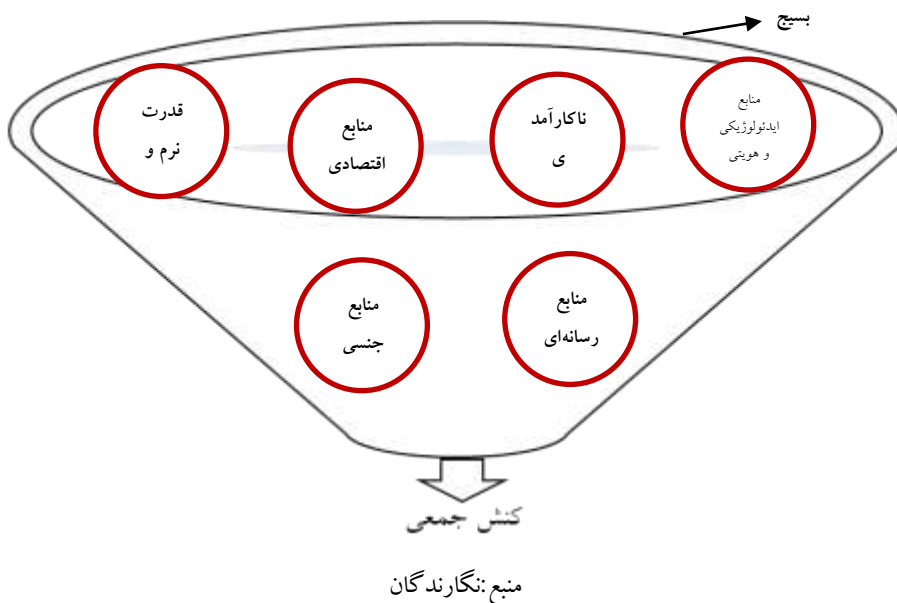 بسیج
منابع
ایدئولوژیکی
و هویتی
ناکارآمد
ی
منابع
اقتصادی
قدرت
نرم و
منابع
رسانه‌ای
منابع
جنسی
کنش جمعی
منبع:نگارندگان